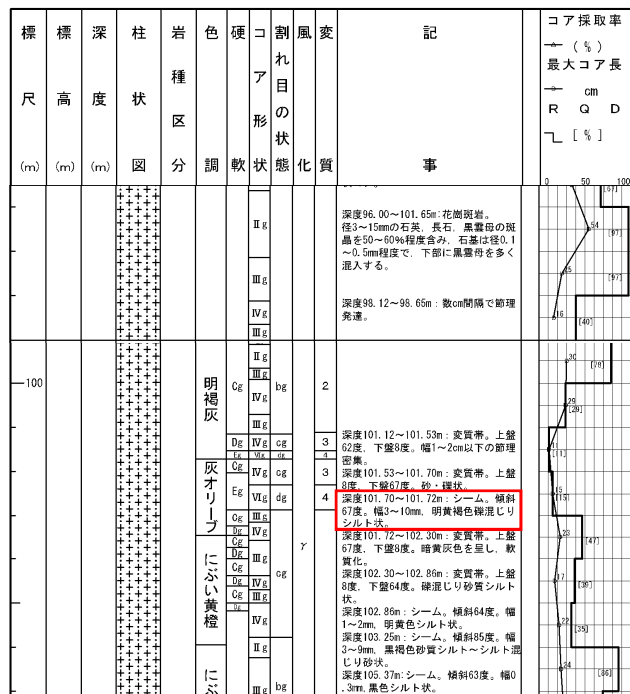 標尺(m)
標高(m)
深度(m)
柱状図
岩種区分
色調
硬軟
コア形状
割れ目の状態
風化
変質
記事
コア採取率
(%)
最大コア長
cm
R Q D
[%]
0 50 100
[67]
Ⅱg
深度96.00～101.65m:花崗斑岩。
径3～15mmの石英, 長石, 黒雲母の斑
晶を50～60%程度含み, 石基は径0.1
～0.5mm程度で, 下部に黒雲母を多く
混入する。
54
[97]
Ⅲg
25
[97]
Ⅳg
深度98.12～98.65m：数cm間隔で節理
発達。
16
[40]
Ⅲg
Ⅱg
30
[78]
Ⅲg
100
明褐灰
Cg
Ⅳg
bg
2
29
[29]
Ⅲg
Dg Ⅳg cg 3
深度101.12～101.53m：変質帯。上盤
62度, 下盤8度。幅1～2cm以下の節理
密集。
11
[11]
Eg Ⅵg dg 4
灰オリーブ
Cg Ⅳg cg 3
深度101.53～101.70m：変質帯。上盤
8度, 下盤67度。砂・礫状。
Eg Ⅵg dg 4
15
[15]
深度101.70～101.72m：シーム。傾斜
67度。幅3～10mm, 明黄褐色礫混じり
シルト状。
Cg Ⅲg
Dg Ⅳg
γ
23
[47]
深度101.72～102.30m：変質帯。上盤
67度, 下盤8度。暗黄灰色を呈し, 軟
質化。
にぶい黄橙
Cg
Dg Ⅲg
Cg
cg
深度102.30～102.86m：変質帯。上盤
8度, 下盤64度。礫混じり砂質シルト
状。
Dg Ⅳg
17
[39]
Cg Ⅲg
Dg
Ⅳg
深度102.86m：シーム。傾斜64度。幅
1～2mm, 明黄色シルト状。
22
[35]
深度103.25m：シーム。傾斜85度。幅
3～9mm, 黒褐色砂質シルト～シルト混
じり砂状。
Ⅱg
にぶ
Ⅲg
bg
深度105.37m:シーム。傾斜63度。幅0
.3mm,黒色シルト状。
24
[86]